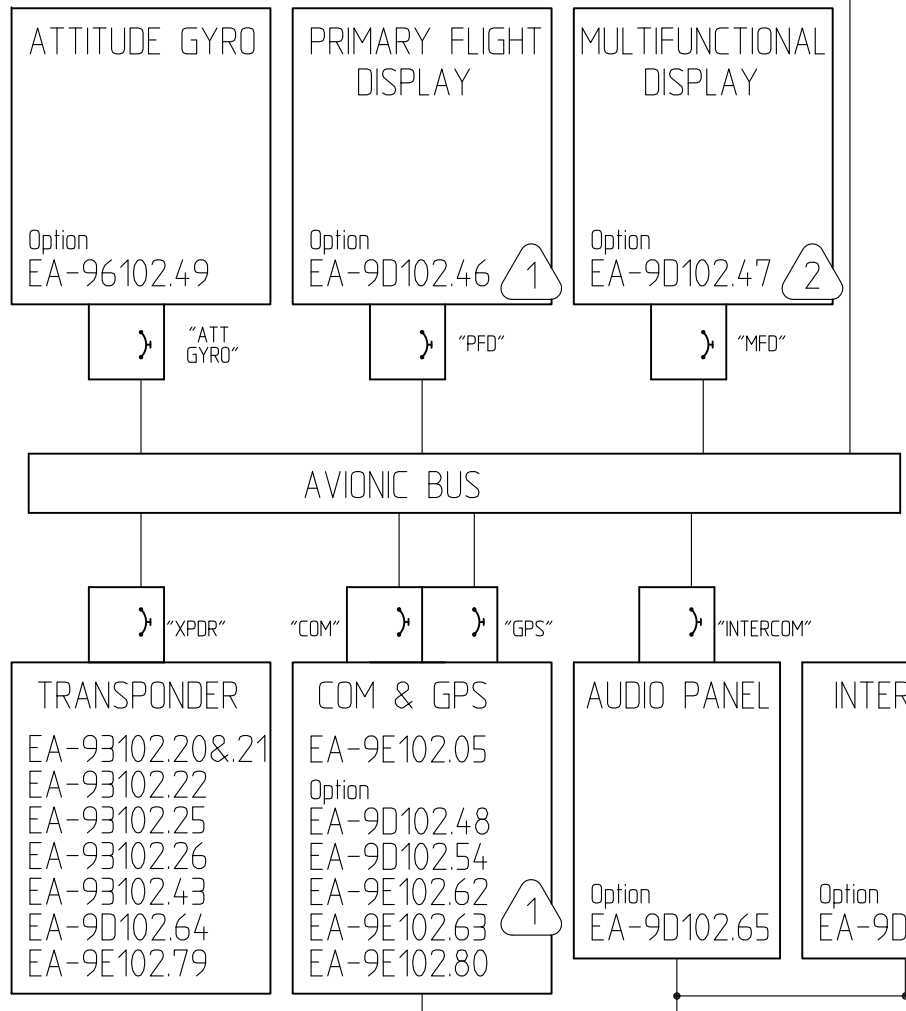 ATTITUDE GYRO
Option
EA-96102.49
PRIMARY FLIGHT
DISPLAY
Option
EA-9D102.46
1
MULTIFUNCTIONAL
DISPLAY
Option
EA-9D102.47
2
"ATT
GYRO"
"PFD"
"MFD"
AVIONIC BUS
"XPDR"
"COM"
"GPS"
"INTERCOM"
TRANSPONDER
EA-93102.20&.21
EA-93102.22
EA-93102.25
EA-93102.26
EA-93102.43
EA-9D102.64
EA-9E102.79
COM & GPS
EA-9E102.05
Option
EA-9D102.48
EA-9D102.54
EA-9E102.62
EA-9E102.63
EA-9E102.80
1
AUDIO PANEL
Option
EA-9D102.65
INTER
Option
EA-9D